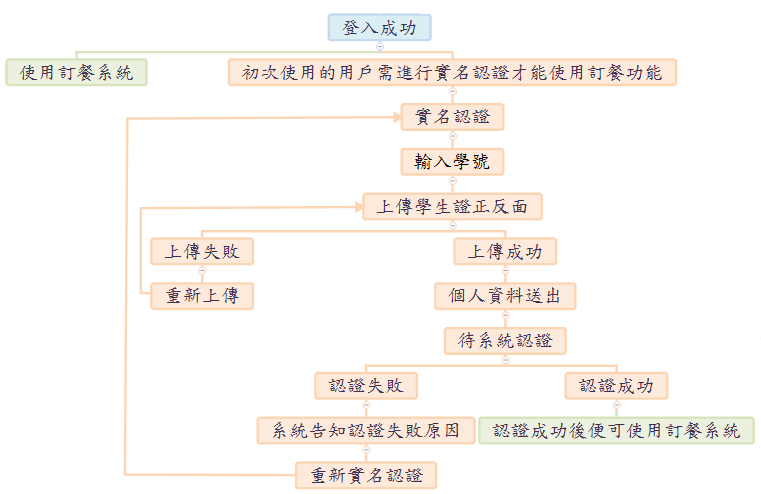 登入成功
使用訂餐系統
初次使用的用戶需進行實名認證才能使用訂餐功能
實名認證
輸入學號
上傳學生證正反面
上傳失敗
上傳成功
重新上傳
個人資料送出
待系統認證
認證失敗
認證成功
系統告知認證失敗原因
認證成功後便可使用訂餐系統
重新實名認證